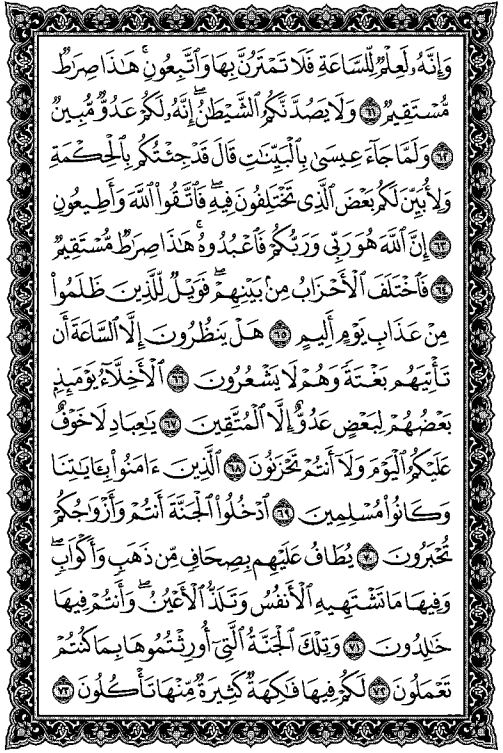 وَإِنَّهُۥ لَعِلۡمٞ لِّلسَّاعَةِ فَلَا تَمۡتَرُنَّ بِهَا وَٱتَّبِعُونِۚ هَٰذَا صِرَٰطٞ
مُّسۡتَقِيمٞ ٦١ وَلَا يَصُدَّنَّكُمُ ٱلشَّيۡطَٰنُۖ إِنَّهُۥ لَكُمۡ عَدُوّٞ مُّبِينٞ
٦٢ وَلَمَّا جَآءَ عِيسَىٰ بِٱلۡبَيِّنَٰتِ قَالَ قَدۡ جِئۡتُكُم بِٱلۡحِكۡمَةِ
وَلِأُبَيِّنَ لَكُم بَعۡضَ ٱلَّذِي تَخۡتَلِفُونَ فِيهِۖ فَٱتَّقُواْ ٱللَّهَ وَأَطِيعُونِ
٦٣ إِنَّ ٱللَّهَ هُوَ رَبِّي وَرَبُّكُمۡ فَٱعۡبُدُوهُۚ هَٰذَا صِرَٰطٞ مُّسۡتَقِيمٞ
٦٤ فَٱخۡتَلَفَ ٱلۡأَحۡزَابُ مِنۢ بَيۡنِهِمۡۖ فَوَيۡلٞ لِّلَّذِينَ ظَلَمُواْ
مِنۡ عَذَابِ يَوۡمٍ أَلِيمٍ ٦٥ هَلۡ يَنظُرُونَ إِلَّا ٱلسَّاعَةَ أَن
تَأۡتِيَهُم بَغۡتَةٗ وَهُمۡ لَا يَشۡعُرُونَ ٦٦ ٱلۡأَخِلَّآءُ يَوۡمَئِذِۭ
بَعۡضُهُمۡ لِبَعۡضٍ عَدُوٌّ إِلَّا ٱلۡمُتَّقِينَ ٦٧ يَٰعِبَادِ لَا خَوۡفٌ
عَلَيۡكُمُ ٱلۡيَوۡمَ وَلَآ أَنتُمۡ تَحۡزَنُونَ ٦٨ ٱلَّذِينَ ءَامَنُواْ بِـَٔايَٰتِنَا
وَكَانُواْ مُسۡلِمِينَ ٦٩ ٱدۡخُلُواْ ٱلۡجَنَّةَ أَنتُمۡ وَأَزۡوَٰجُكُمۡ
تُحۡبَرُونَ ٧٠ يُطَافُ عَلَيۡهِم بِصِحَافٖ مِّن ذَهَبٖ وَأَكۡوَابٖۖ
وَفِيهَا مَا تَشۡتَهِيهِ ٱلۡأَنفُسُ وَتَلَذُّ ٱلۡأَعۡيُنُۖ وَأَنتُمۡ فِيهَا
خَٰلِدُونَ ٧١ وَتِلۡكَ ٱلۡجَنَّةُ ٱلَّتِيٓ أُورِثۡتُمُوهَا بِمَا كُنتُمۡ
تَعۡمَلُونَ ٧٢ لَكُمۡ فِيهَا فَٰكِهَةٞ كَثِيرَةٞ مِّنۡهَا تَأۡكُلُونَ ٧٣